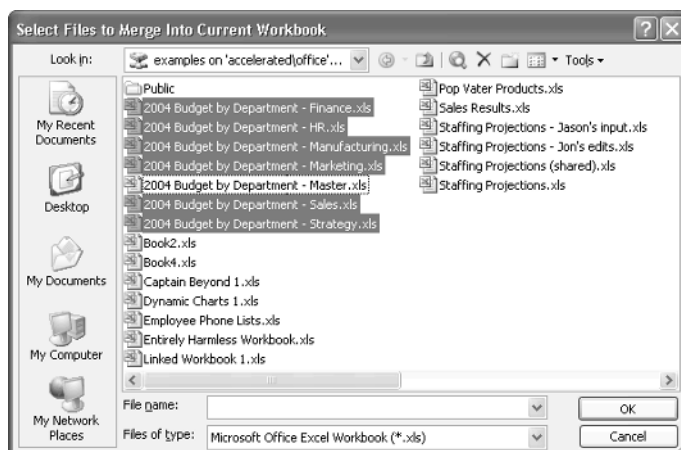 Select Files to Merge Into Current Workbook
Look in:
examples on 'accelerated\office'...
Tools
My Recent
Documents
Desktop
My Documents
My Computer
My Network
Places
Public
2004 Budget by Department - Finance.xls
2004 Budget by Department - HR.xls
2004 Budget by Department - Manufacturing.xls
2004 Budget by Department - Marketing.xls
2004 Budget by Department - Master.xls
2004 Budget by Department - Sales.xls
2004 Budget by Department - Strategy.xls
Book2.xls
Book4.xls
Captain Beyond 1.xls
Dynamic Charts 1.xls
Employee Phone Lists.xls
Entirely Harmless Workbook.xls
Linked Workbook 1.xls
Pop Vater Products.xls
Sales Results.xls
Staffing Projections - Jason's input.xls
Staffing Projections - Jon's edits.xls
Staffing Projections (shared).xls
Staffing Projections.xls
File name:
OK
Files of type:
Microsoft Office Excel Workbook (*.xls)
Cancel